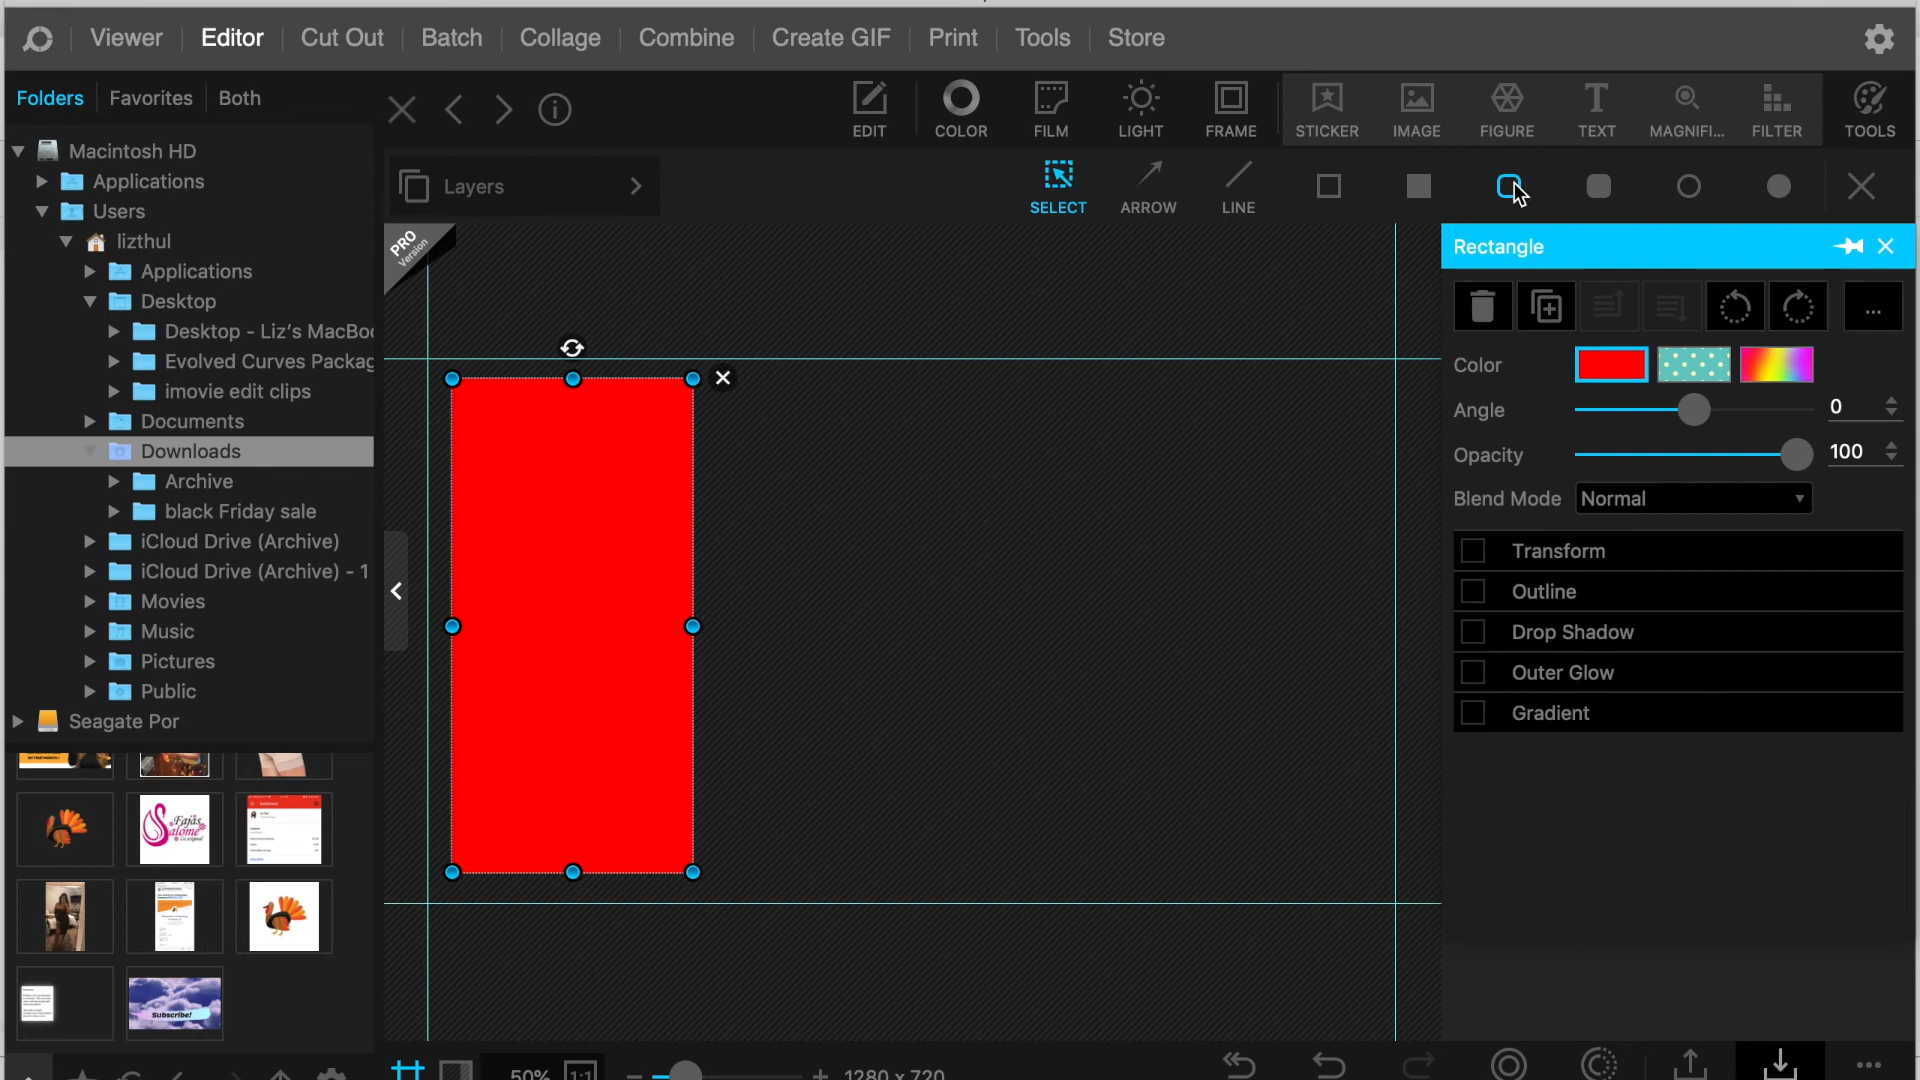 Viewer Editor Cut Out Batch Collage Combine Create GIF Print Tools Store
Folders Favorites Both
EDIT COLOR FILM LIGHT FRAME STICKER IMAGE FIGURE TEXT MAGNIFI... FILTER TOOLS
Macintosh HD
Applications
Users
lizthul
Applications
Desktop
Desktop - Liz's MacBo
Evolved Curves Packag
imovie edit clips
Documents
Downloads
Archive
black Friday sale
iCloud Drive (Archive)
iCloud Drive (Archive) - 1
Movies
Music
Pictures
Public
Seagate Por
Layers
SELECT ARROW LINE
PRO
Version
Rectangle
...
Color
Angle 0
Opacity 100
Blend Mode Normal
Transform
Outline
Drop Shadow
Outer Glow
Gradient
Fajas
Salome
Subscribe!
50% 1:1 1280 x 720